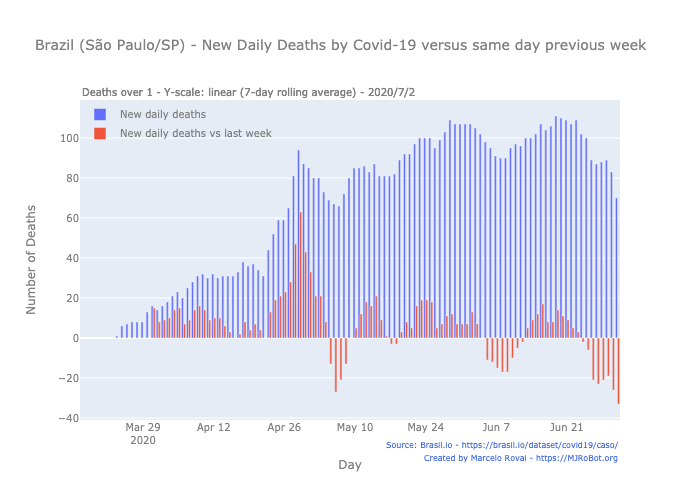 Brazil (São Paulo/SP) - New Daily Deaths by Covid-19 versus same day previous week
Deaths over 1 - Y-scale: linear (7-day rolling average) - 2020/7/2
New daily deaths
New daily deaths vs last week
Number of Deaths
100
80
60
40
20
0
−20
−40
Mar 29
2020
Apr 12
Apr 26
May 10
May 24
Jun 7
Jun 21
Day
Source: Brasil.io - https://brasil.io/dataset/covid19/caso/
Created by Marcelo Rovai - https://MJRoBot.org